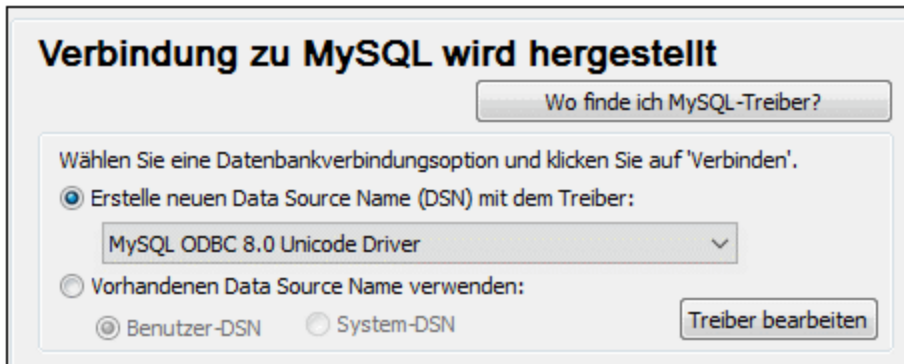 Verbindung zu MySQL wird hergestellt
Wo finde ich MySQL-Treiber?
Wählen Sie eine Datenbankverbindungsoption und klicken Sie auf 'Verbinden'.
Erstelle neuen Data Source Name (DSN) mit dem Treiber:
MySQL ODBC 8.0 Unicode Driver
Vorhandenen Data Source Name verwenden:
Benutzer-DSN System-DSN Treiber bearbeiten